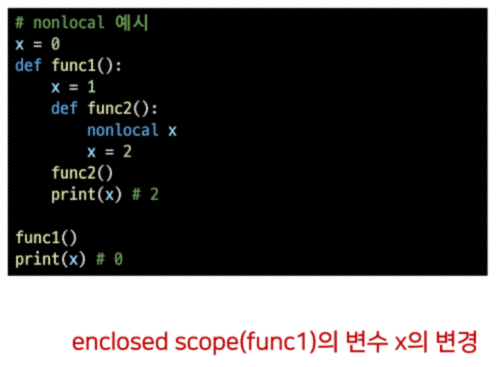 # nonlocal 예시
x = 0
def func1():
    x = 1
    def func2():
        nonlocal x
        x = 2
    func2()
    print(x) # 2

func1()
print(x) # 0
enclosed scope(func1)의 변수 x의 변경